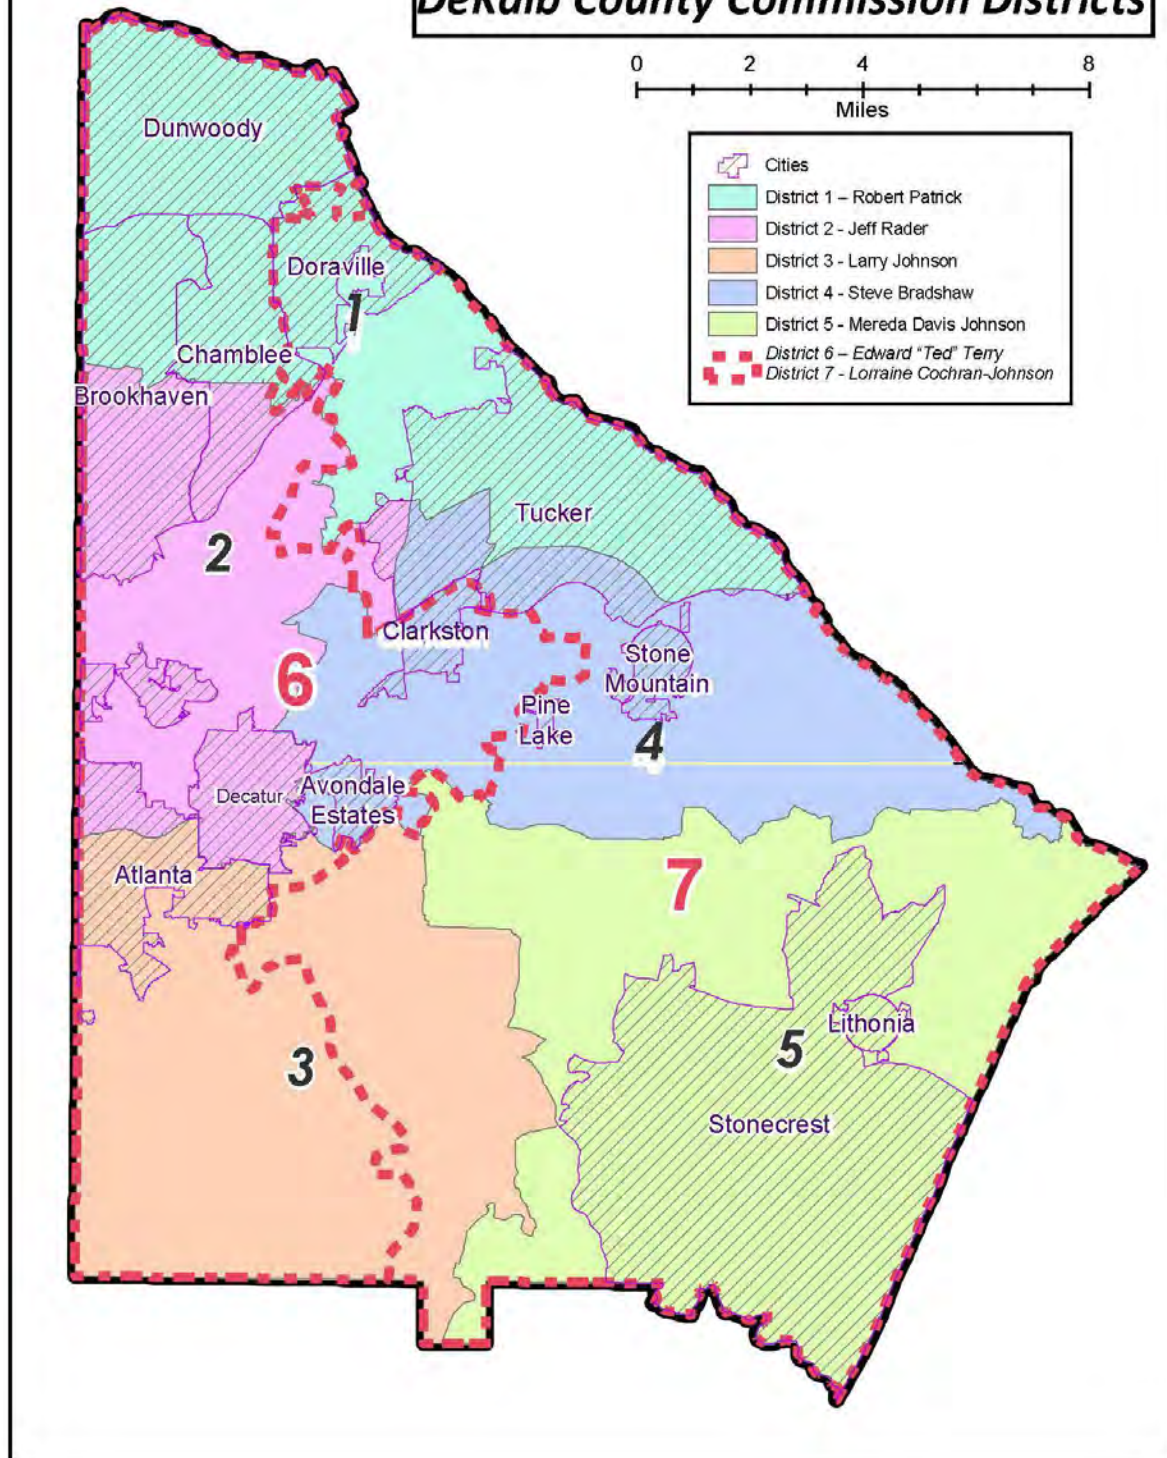 DeKalb County Commission Districts
0 2 4 8
Miles
Cities
District 1 – Robert Patrick
District 2 - Jeff Rader
District 3 - Larry Johnson
District 4 - Steve Bradshaw
District 5 - Mereda Davis Johnson
District 6 – Edward “Ted” Terry
District 7 - Lorraine Cochran-Johnson
Dunwoody
Doraville
1
Chamblee
Brookhaven
Tucker
2
Clarkston
6
Stone
Mountain
Pine
Lake
4
Avondale
Estates
Decatur
Atlanta
7
Lithonia
5
3
Stonecrest